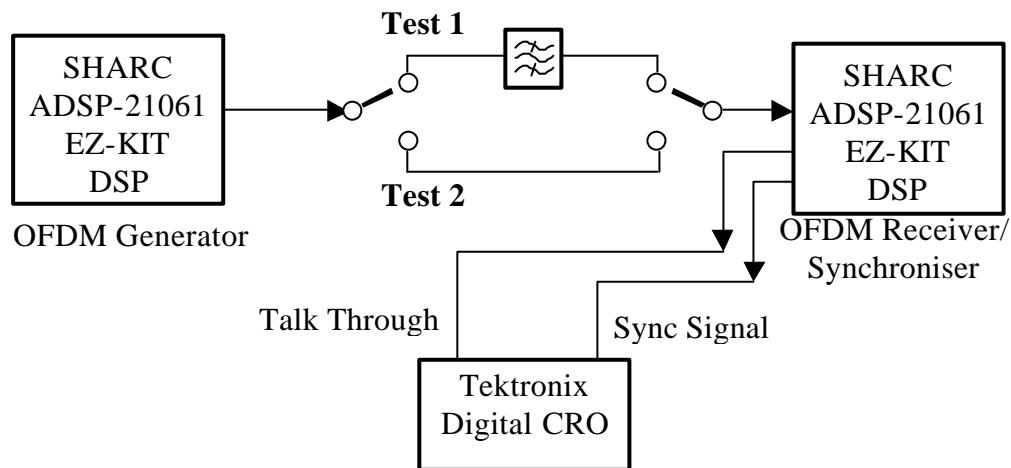 Test 1
SHARC
ADSP-21061
EZ-KIT
DSP
OFDM Generator
Test 2
SHARC
ADSP-21061
EZ-KIT
DSP
OFDM Receiver/
Synchroniser
Talk Through
Sync Signal
Tektronix
Digital CRO